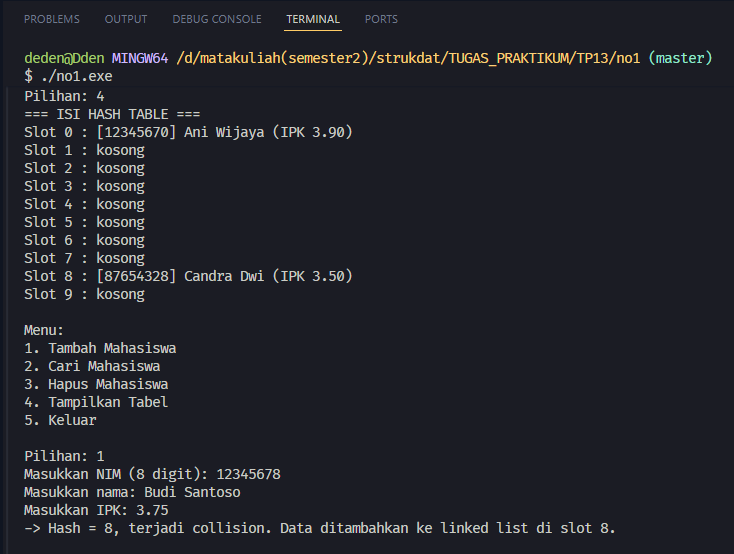 PROBLEMS OUTPUT DEBUG CONSOLE TERMINAL PORTS
deden@Dden MINGW64 /d/matakuliah(semester2)/strukdat/TUGAS_PRAKTIKUM/TP13/no1 (master)
$ ./no1.exe
Pilihan: 4
=== ISI HASH TABLE ===
Slot 0 : [12345670] Ani Wijaya (IPK 3.90)
Slot 1 : kosong
Slot 2 : kosong
Slot 3 : kosong
Slot 4 : kosong
Slot 5 : kosong
Slot 6 : kosong
Slot 7 : kosong
Slot 8 : [87654328] Candra Dwi (IPK 3.50)
Slot 9 : kosong
Menu:
1. Tambah Mahasiswa
2. Cari Mahasiswa
3. Hapus Mahasiswa
4. Tampilkan Tabel
5. Keluar
Pilihan: 1
Masukkan NIM (8 digit): 12345678
Masukkan nama: Budi Santoso
Masukkan IPK: 3.75
-> Hash = 8, terjadi collision. Data ditambahkan ke linked list di slot 8.